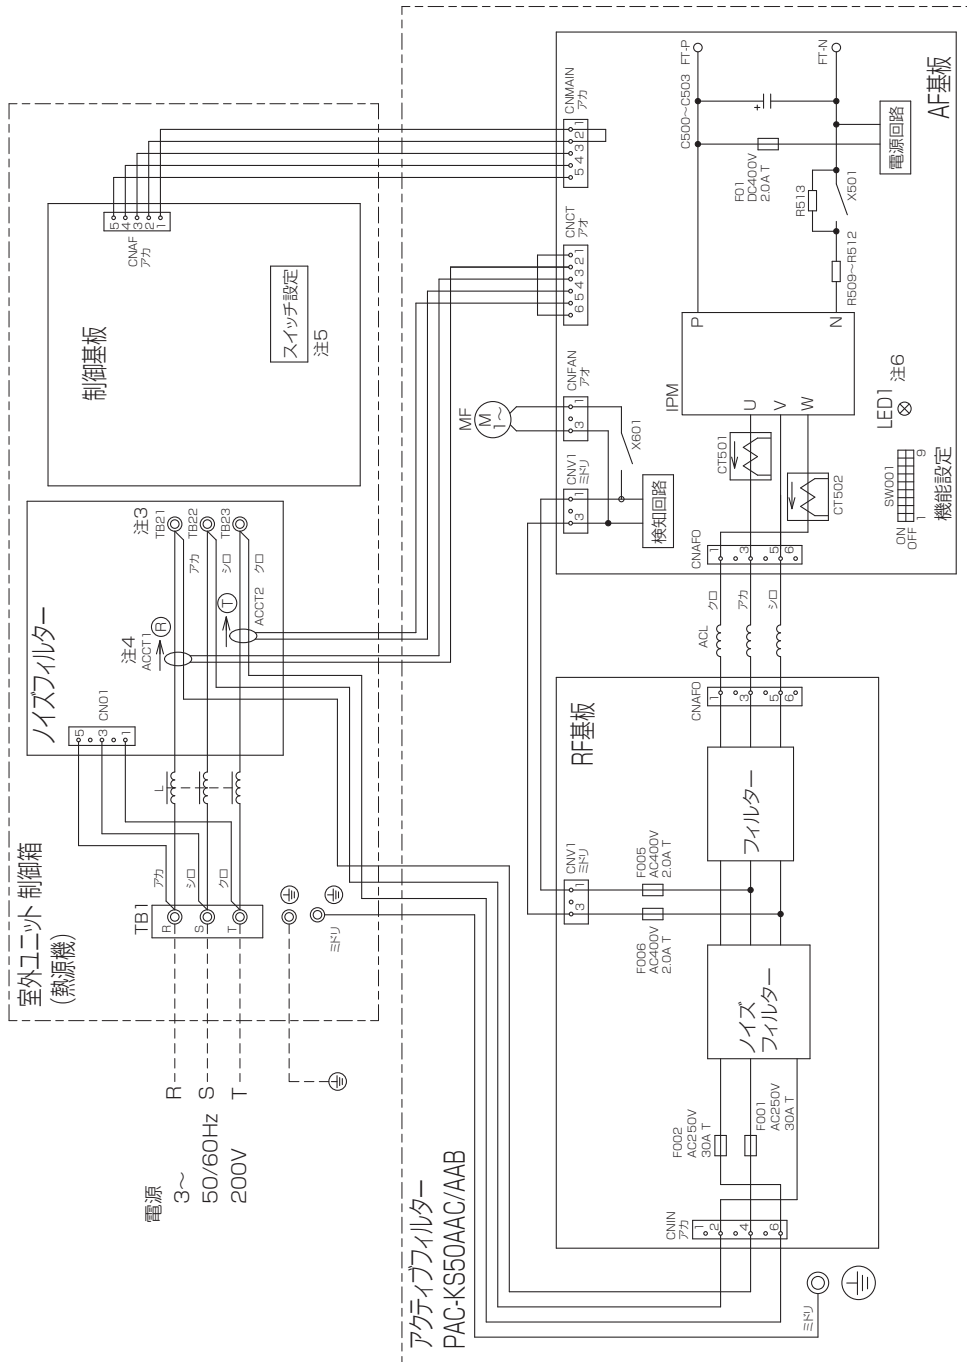 室外ユニット制御箱
(熱源機)
ノイズフィルター
CN01
5
3
1
注4
ACCT1
R
注3
TB21
TB22
TB23
アカ
シロ
クロ
T
ACCT2
L
アカ
シロ
クロ
TB1
R
S
T
ミドリ
電源
3~
50/60Hz
200V
R
S
T
制御基板
CNAF
アカ
5
4
3
2
1
スイッチ設定
注5
アクティブフィルター
PAC-KS50AAC/AAB
CNMAIN
アカ
5 4 3 2 1
CNCT
アオ
6 5 4 3 2 1
CNFAN
アオ
3 1
MF
M
1~
CNV1
ミドリ
3 1
X601
検知回路
AF基板
FT-P
FT-N
C500~C503
+
F01
DC400V
2.0A T
電源回路
R513
X501
R509~R512
IPM
P
N
U
V
W
CT501
CT502
LED1
注6
SW001
ON
OFF
1
9
機能設定
CNAFO
1
3
5
6
ACL
クロ
アカ
シロ
RF基板
CNAFO
1
3
5
6
フィルター
CNV1
ミドリ
3 1
F005
AC400V
2.0A T
F006
AC400V
2.0A T
ノイズ
フィルター
F002
AC250V
30A T
F001
AC250V
30A T
CNIN
アカ
1
2
4
6
ミドリ